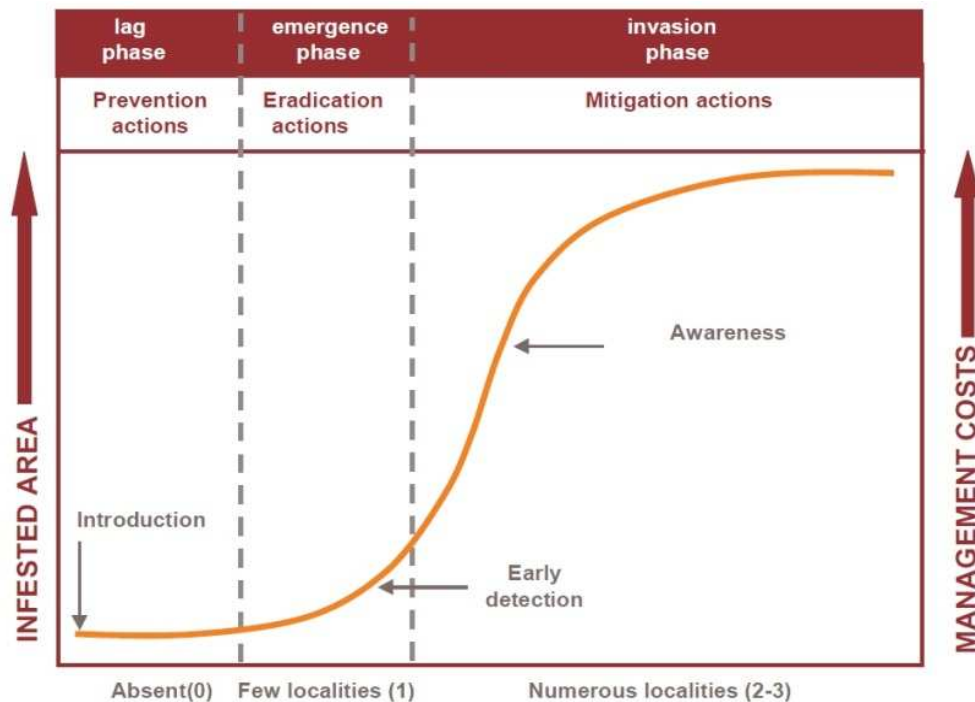 lag
phase
emergence
phase
invasion
phase
Prevention
actions
Eradication
actions
Mitigation actions
INFESTED AREA
MANAGEMENT COSTS
Awareness
Introduction
Early
detection
Absent(0)
Few localities (1)
Numerous localities (2-3)